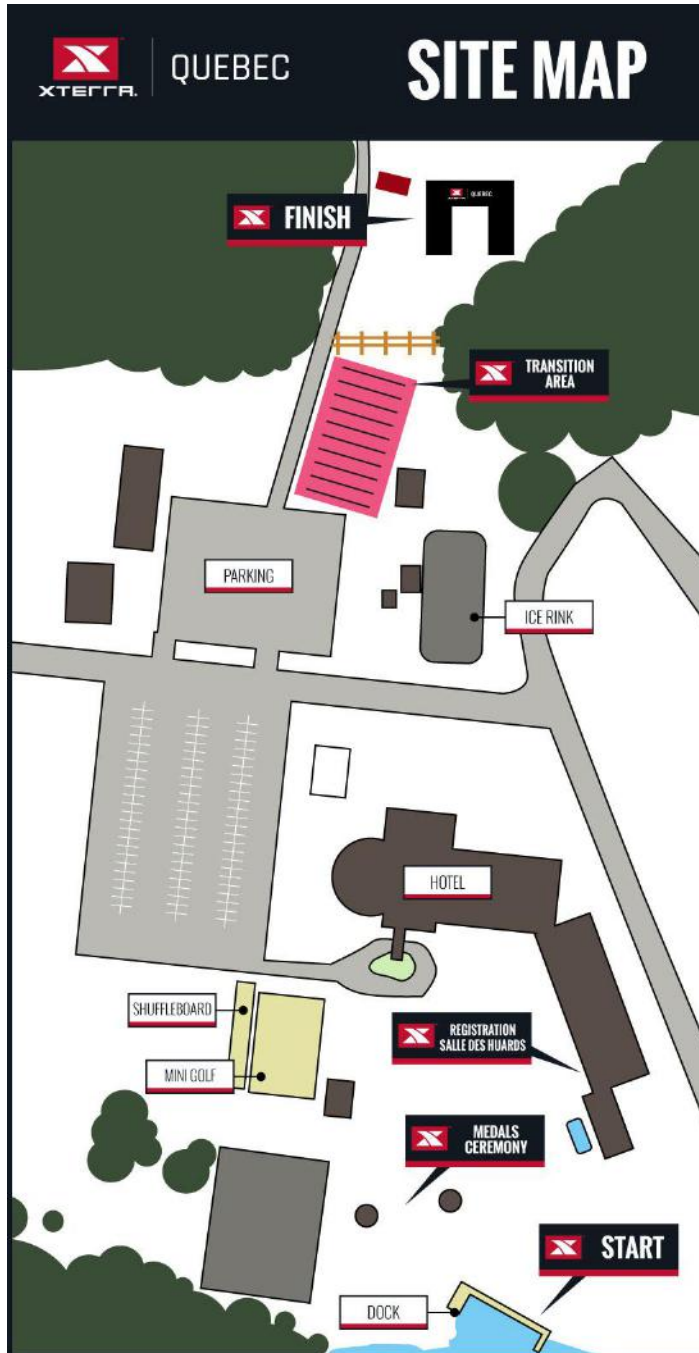 XTERRA.
QUEBEC
SITE MAP
XTERRA QUEBEC
FINISH
TRANSITION
AREA
PARKING
ICE RINK
HOTEL
SHUFFLEBOARD
REGISTRATION
SALLE DES HUARDS
MINI GOLF
MEDALS
CEREMONY
START
DOCK